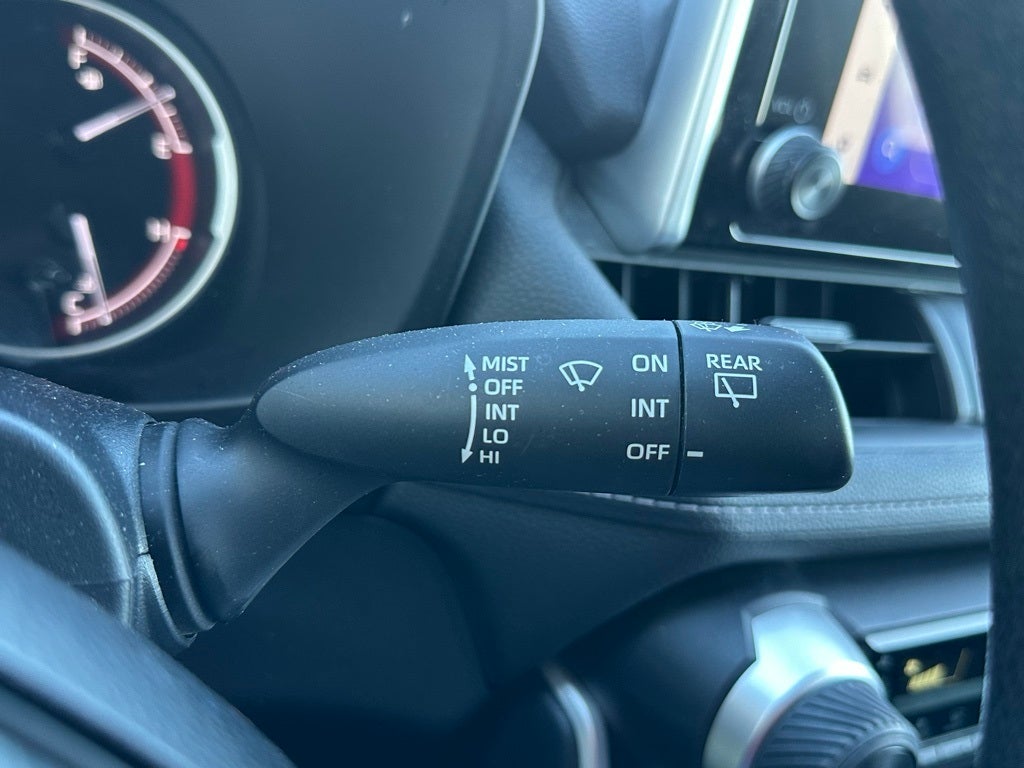 MIST
OFF
INT
LO
HI
ON
INT
OFF
REAR